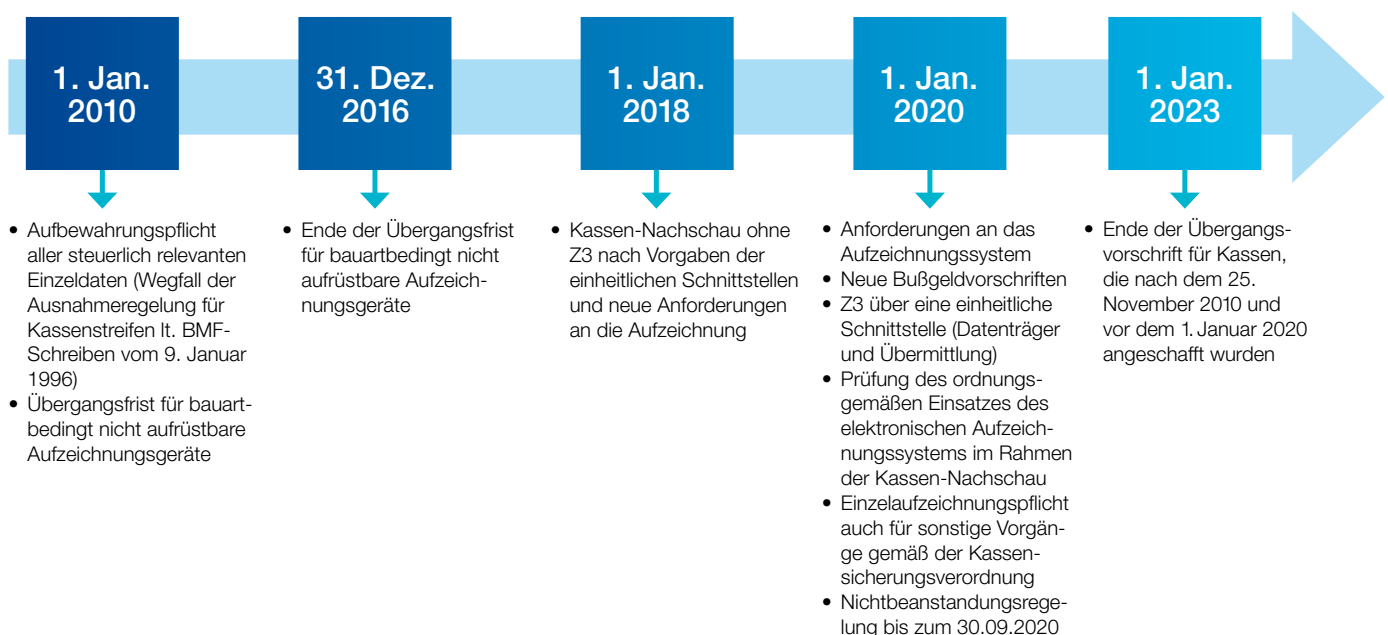 1. Jan.
2010
31. Dez.
2016
1. Jan.
2018
1. Jan.
2020
1. Jan.
2023
• Aufbewahrungspflicht
aller steuerlich relevanten
Einzeldaten (Wegfall der
Ausnahmeregelung für
Kassenstreifen lt. BMF-
Schreiben vom 9. Januar
1996)
• Übergangsfrist für bauart-
bedingt nicht aufrüstbare
Aufzeichnungsgeräte
• Ende der Übergangsfrist
für bauartbedingt nicht
aufrüstbare Aufzeich-
nungsgeräte
• Kassen-Nachschau ohne
Z3 nach Vorgaben der
einheitlichen Schnittstellen
und neue Anforderungen
an die Aufzeichnung
• Anforderungen an das
Aufzeichnungssystem
• Neue Bußgeldvorschriften
• Z3 über eine einheitliche
Schnittstelle (Datenträger
und Übermittlung)
• Prüfung des ordnungs-
gemäßen Einsatzes des
elektronischen Aufzeich-
nungssystems im Rahmen
der Kassen-Nachschau
• Einzelaufzeichnungspflicht
auch für sonstige Vorgän-
ge gemäß der Kassen-
sicherungsverordnung
• Nichtbeanstandungsrege-
lung bis zum 30.09.2020
• Ende der Übergangs-
vorschrift für Kassen,
die nach dem 25.
November 2010 und
vor dem 1. Januar 2020
angeschafft wurden